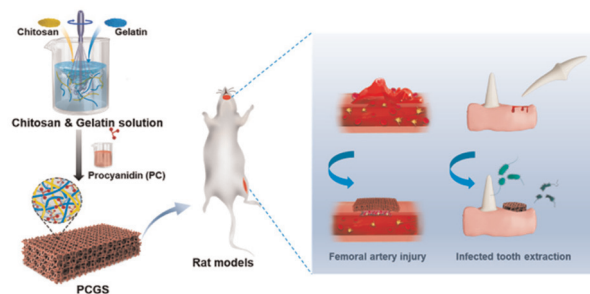 Chitosan
Gelatin
Chitosan & Gelatin solution
Procyanidin (PC)
PCGS
Rat models
Femoral artery injury
Infected tooth extraction